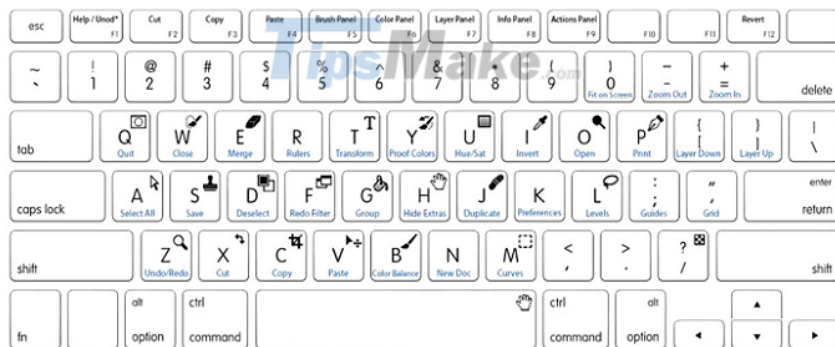 esc Help / Unod* F1 Cut F2 Copy F3 Paste F4 Brush Panel F5 Color Panel F6 Layer Panel F7 Info Panel F8 Actions Panel F9 F10 F11 Revert F12
TipsMake.com
~ ! @ # $ % ^ & * ( ) - +
` 1 2 3 4 5 6 7 8 9 0 - = delete
Fit on Screen Zoom Out Zoom In
tab Q W E R T T Y U I O P { } |
[ ] \
Quit Close Merge Rulers Transform Proof Colors Hue/Sat Invert Open Print Layer Down Layer Up
caps lock A S D F G H J K L : " enter
; ' return
Select All Save Deselect Redo Filter Group Hide Extras Duplicate Preferences Levels Guides Grid
shift Z X C V B N M < > ? shift
, . /
Undo/Redo Cut Copy Paste Color Balance New Doc Curves
alt ctrl ctrl alt
fn option command command option